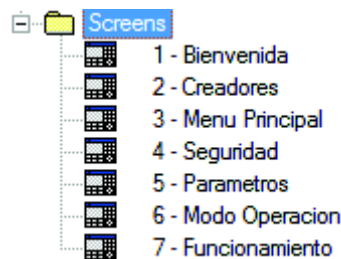 Screens
1 - Bienvenida
2 - Creadores
3 - Menu Principal
4 - Seguridad
5 - Parametros
6 - Modo Operacion
7 - Funcionamiento